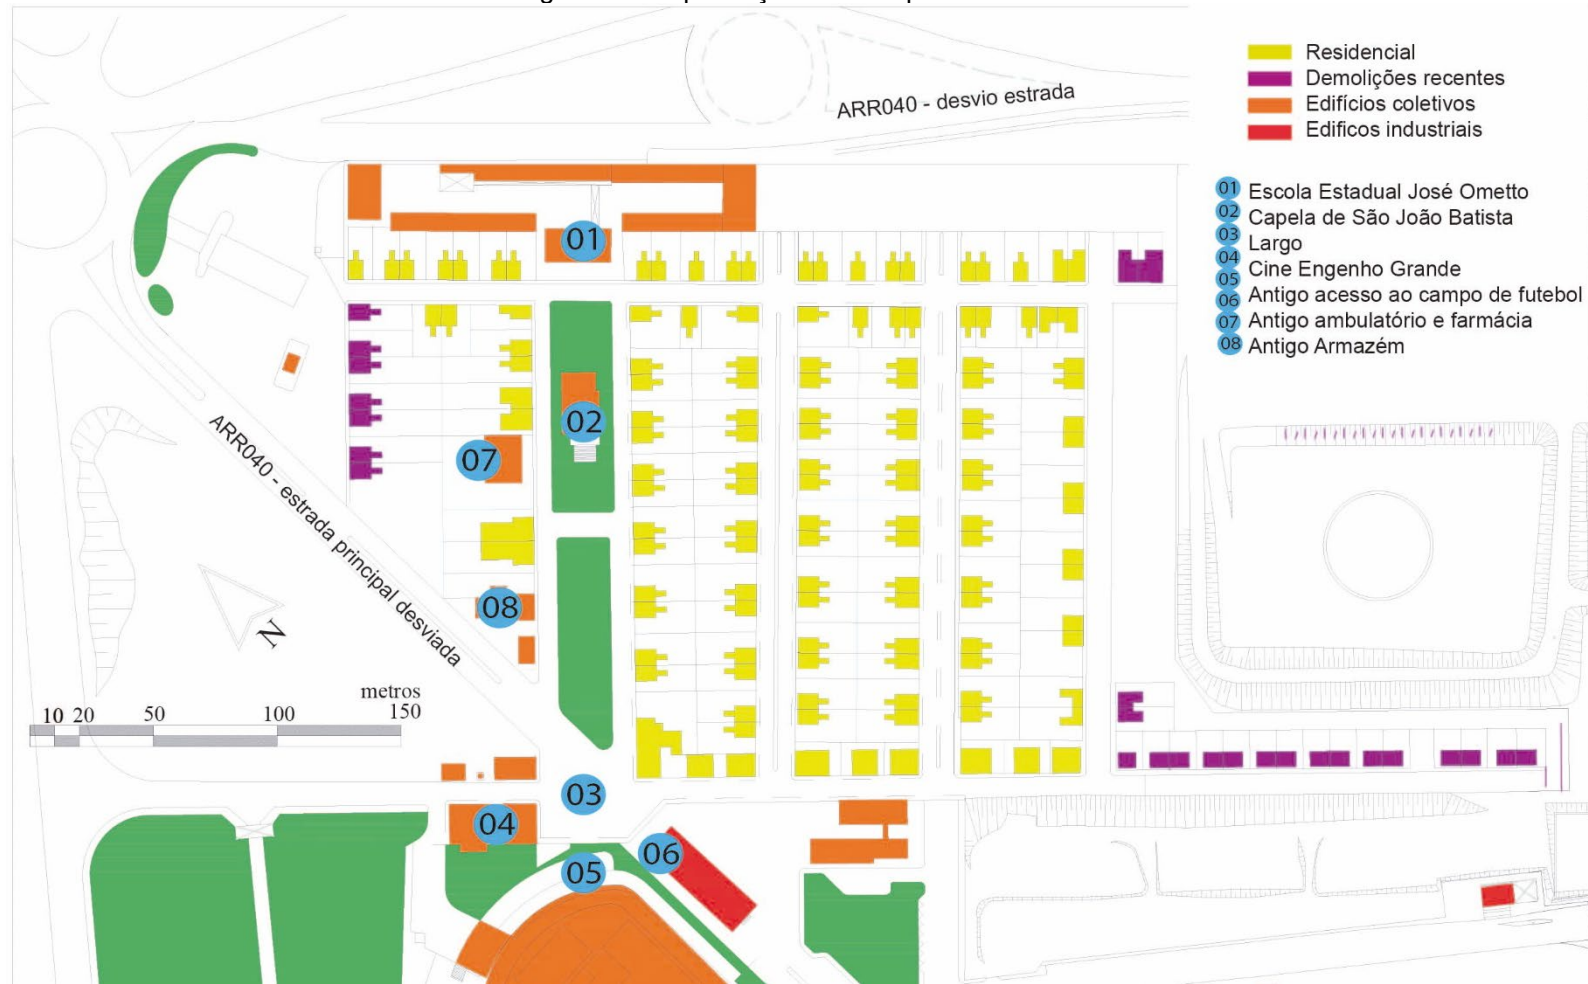 ARR040 - desvio estrada
Residencial
Demolições recentes
Edifícios coletivos
Edificos industriais
01 Escola Estadual José Ometto
02 Capela de São João Batista
03 Largo
04 Cine Engenho Grande
05 Antigo acesso ao campo de futebol
06 Antigo ambulatório e farmácia
07 Antigo Armazém
08
01
02
07
08
ARR040 - estrada principal desviada
N
metros
10 20 50 100 150
03
04
05
06